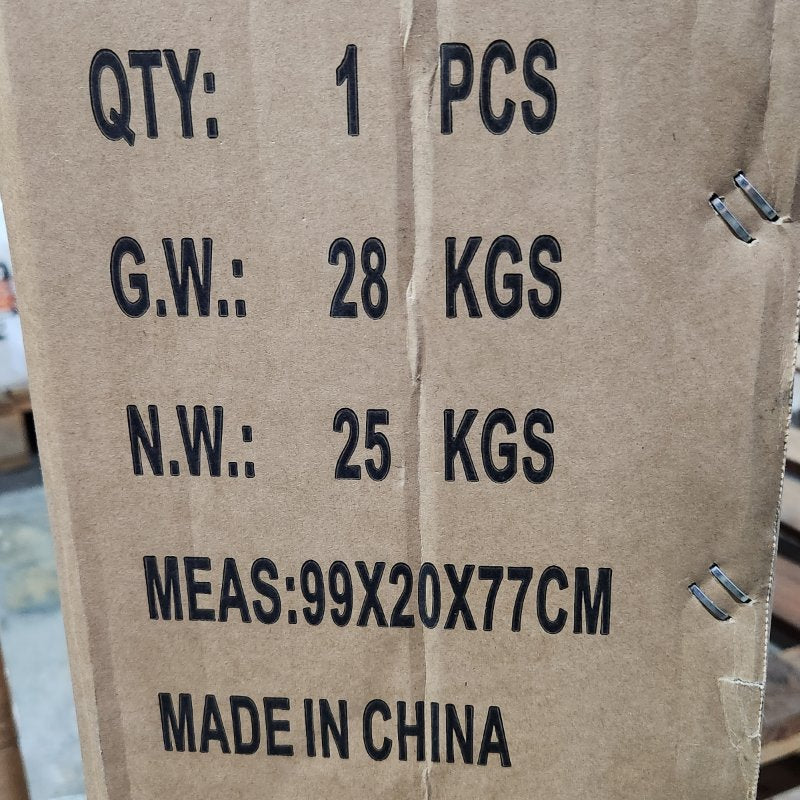 QTY: 1 PCS
G.W.: 28 KGS
N.W.: 25 KGS
MEAS:99X20X77CM
MADE IN CHINA